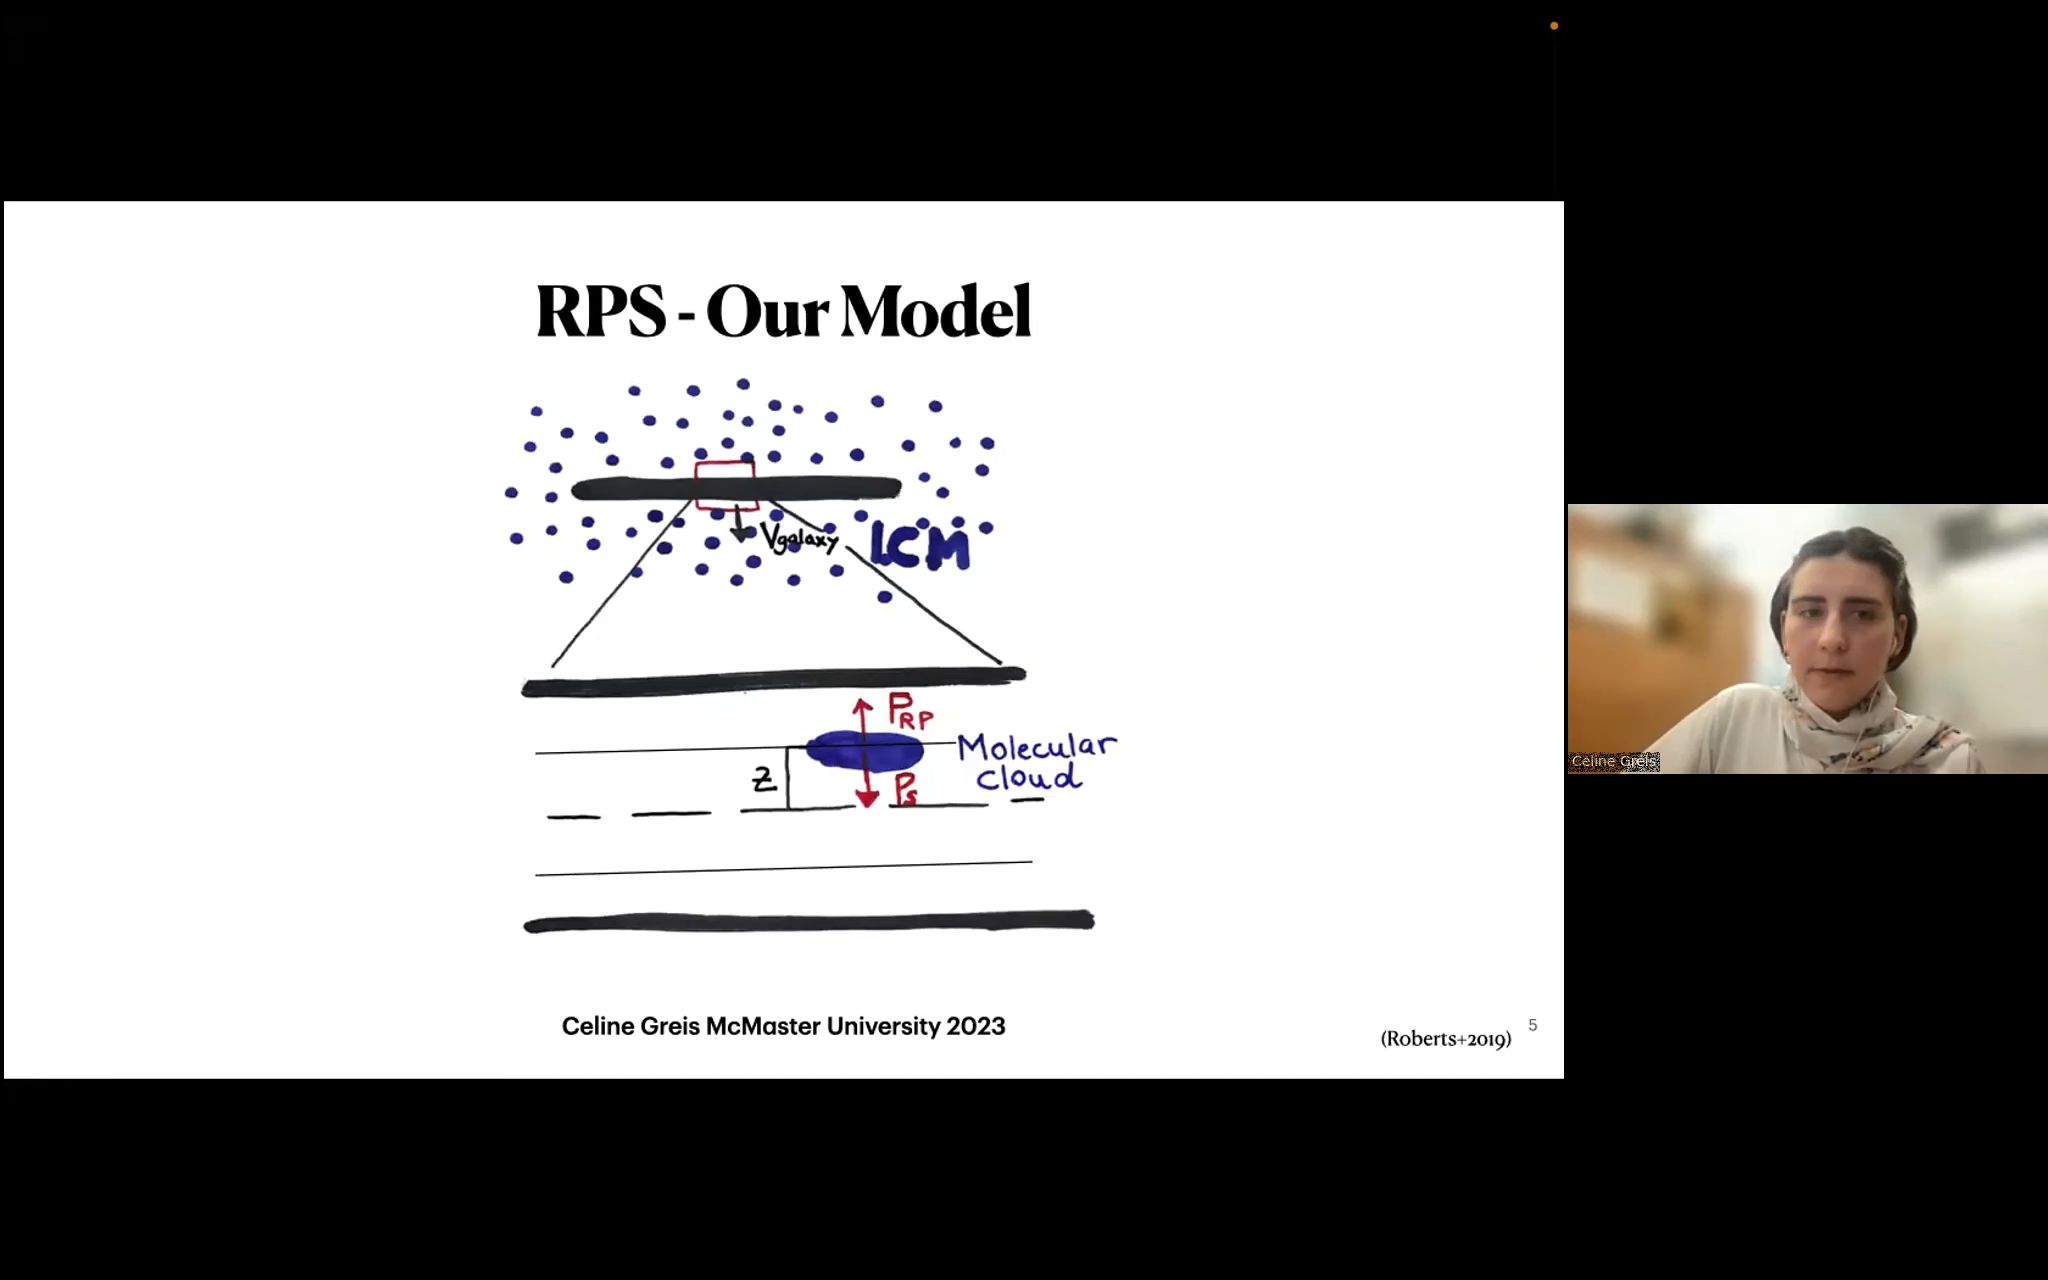 RPS - Our Model
Vgalaxy
ICM
PRP
Molecular
cloud
Z
Ps
Celine Greis McMaster University 2023
(Roberts+2019)
5
Celine Greis